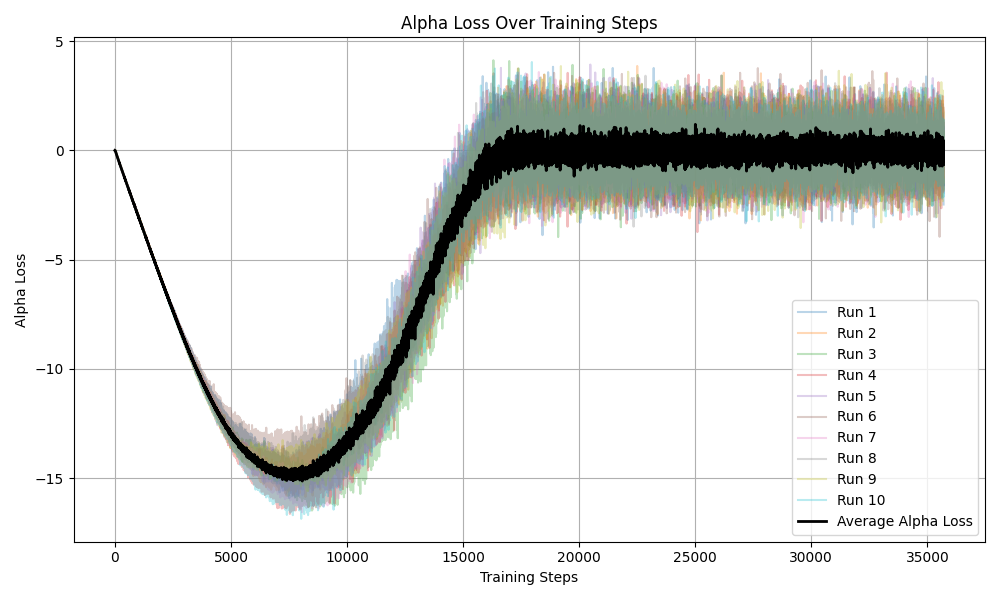 Alpha Loss Over Training Steps
Alpha Loss
5
0
−5
−10
−15
0
5000
10000
15000
20000
25000
30000
35000
Training Steps
Run 1
Run 2
Run 3
Run 4
Run 5
Run 6
Run 7
Run 8
Run 9
Run 10
Average Alpha Loss